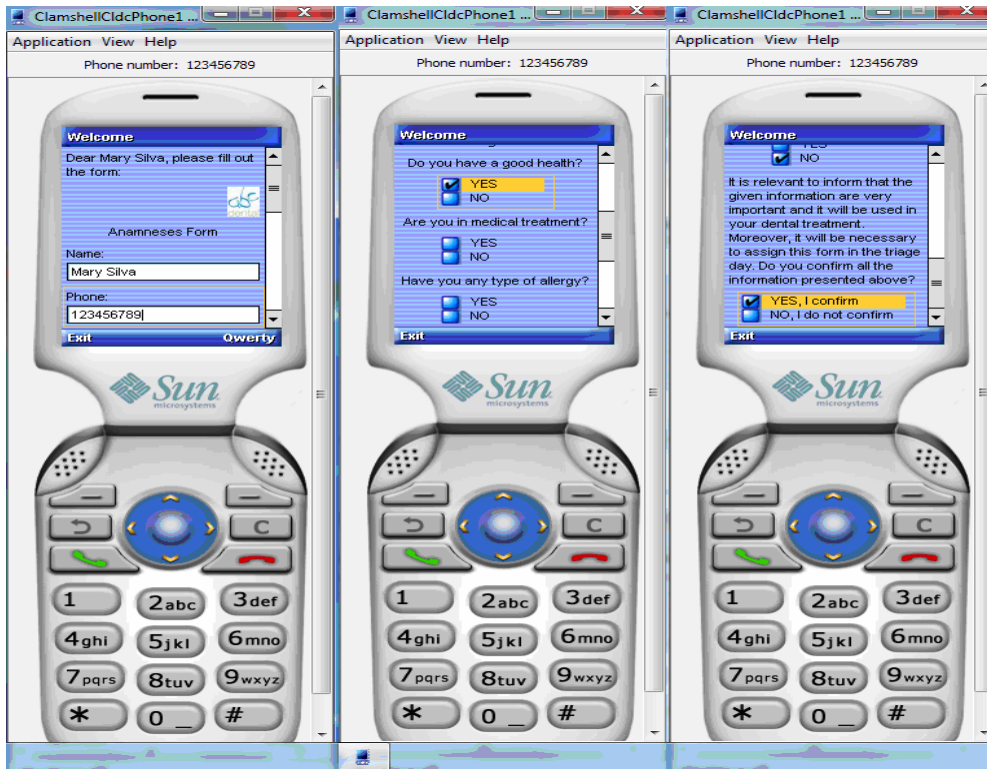 ClamshellCldcPhone1 ...
Application View Help
Phone number: 123456789
Welcome
Dear Mary Silva, please fill out
the form:
abc
dental
Anamneses Form
Name:
Mary Silva
Phone:
123456789
Exit Qwerty
Sun
microsystems
C
1 2abc 3def
4ghi 5jkl 6mno
7pqrs 8tuv 9wxyz
* 0 _ #
ClamshellCldcPhone1 ...
Application View Help
Phone number: 123456789
Welcome
Do you have a good health?
YES
NO
Are you in medical treatment?
YES
NO
Have you any type of allergy?
YES
NO
Exit
Sun
microsystems
C
1 2abc 3def
4ghi 5jkl 6mno
7pqrs 8tuv 9wxyz
* 0 _ #
ClamshellCldcPhone1 ...
Application View Help
Phone number: 123456789
Welcome
YES
NO
It is relevant to inform that the
given information are very
important and it will be used in
your dental treatment.
Moreover, it will be necessary
to assign this form in the triage
day. Do you confirm all the
information presented above?
YES, I confirm
NO, I do not confirm
Exit
Sun
microsystems
C
1 2abc 3def
4ghi 5jkl 6mno
7pqrs 8tuv 9wxyz
* 0 _ #